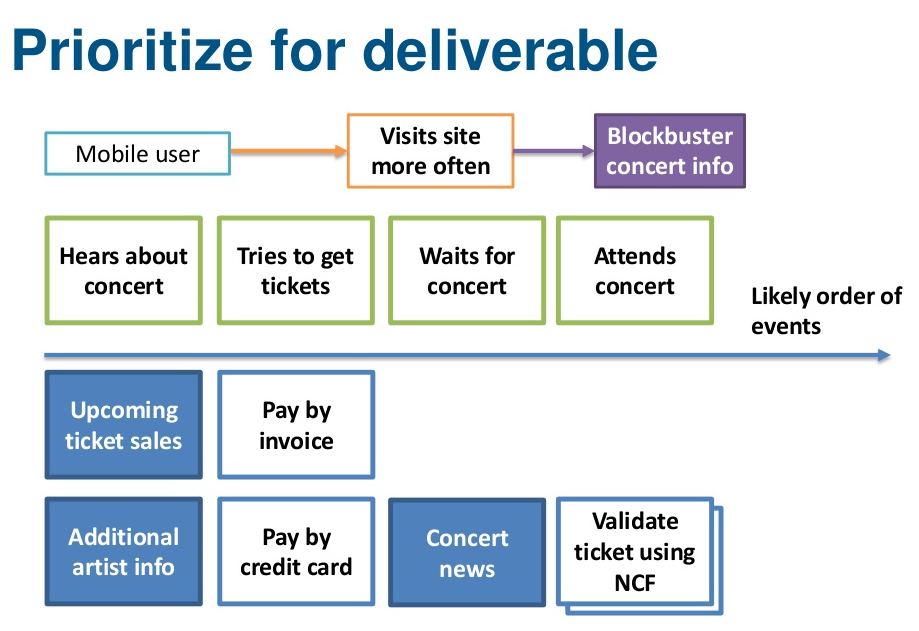 Prioritize for deliverable
Mobile user
Visits site
more often
Blockbuster
concert info
Hears about
concert
Tries to get
tickets
Waits for
concert
Attends
concert
Likely order of
events
Upcoming
ticket sales
Pay by
invoice
Additional
artist info
Pay by
credit card
Concert
news
Validate
ticket using
NCF